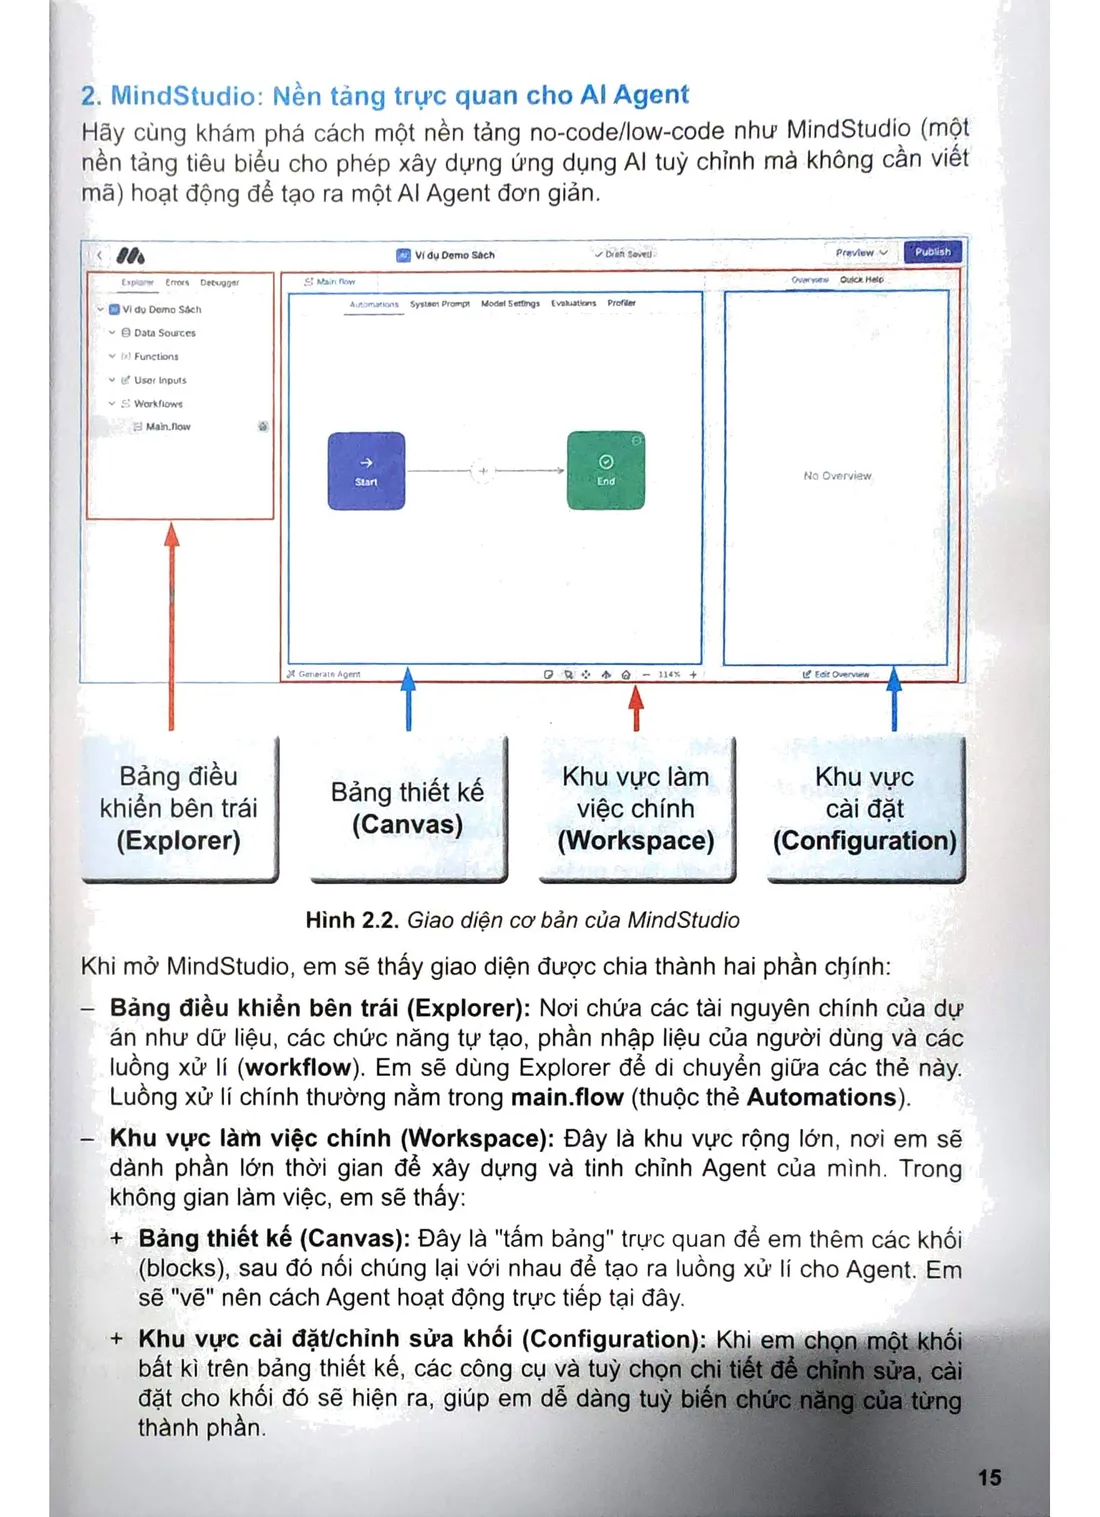 2. MindStudio: Nền tảng trực quan cho AI Agent
Hãy cùng khám phá cách một nền tảng no-code/low-code như MindStudio (một
nền tảng tiêu biểu cho phép xây dựng ứng dụng AI tuỳ chỉnh mà không cần viết
mã) hoạt động để tạo ra một AI Agent đơn giản.
Ví dụ Demo Sách
Draft Saved
Preview
Publish
Explorer Errors Debugger
Ví dụ Demo Sách
Data Sources
Functions
User Inputs
Workflows
Main.flow
Main flow
Automations System Prompt Model Settings Evaluations Profiler
Start
End
Generate Agent
114%
Overview Quick Help
No Overview
Edit Overview
Bảng điều
khiển bên trái
(Explorer)
Bảng thiết kế
(Canvas)
Khu vực làm
việc chính
(Workspace)
Khu vực
cài đặt
(Configuration)
Hình 2.2. Giao diện cơ bản của MindStudio
Khi mở MindStudio, em sẽ thấy giao diện được chia thành hai phần chính:
– Bảng điều khiển bên trái (Explorer): Nơi chứa các tài nguyên chính của dự
án như dữ liệu, các chức năng tự tạo, phần nhập liệu của người dùng và các
luồng xử lí (workflow). Em sẽ dùng Explorer để di chuyển giữa các thẻ này.
Luồng xử lí chính thường nằm trong main.flow (thuộc thẻ Automations).
– Khu vực làm việc chính (Workspace): Đây là khu vực rộng lớn, nơi em sẽ
dành phần lớn thời gian để xây dựng và tinh chỉnh Agent của mình. Trong
không gian làm việc, em sẽ thấy:
+ Bảng thiết kế (Canvas): Đây là "tấm bảng" trực quan để em thêm các khối
(blocks), sau đó nối chúng lại với nhau để tạo ra luồng xử lí cho Agent. Em
sẽ "vẽ" nên cách Agent hoạt động trực tiếp tại đây.
+ Khu vực cài đặt/chỉnh sửa khối (Configuration): Khi em chọn một khối
bất kì trên bảng thiết kế, các công cụ và tuỳ chọn chi tiết để chỉnh sửa, cài
đặt cho khối đó sẽ hiện ra, giúp em dễ dàng tuỳ biến chức năng của từng
thành phần.
15